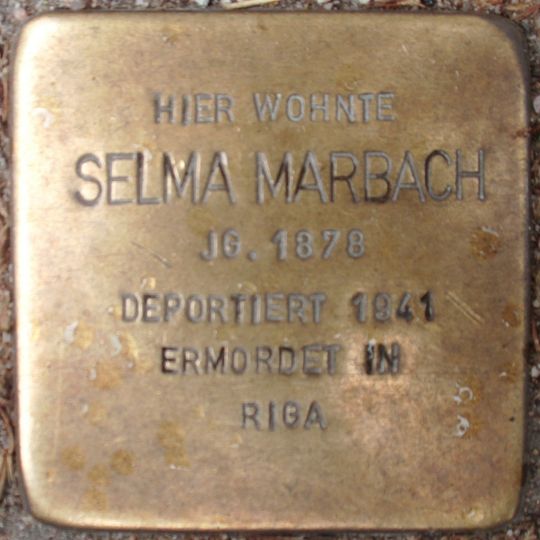 HIER WOHNTE
SELMA MARBACH
JG. 1878
DEPORTIERT 1941
ERMORDET IN
RIGA